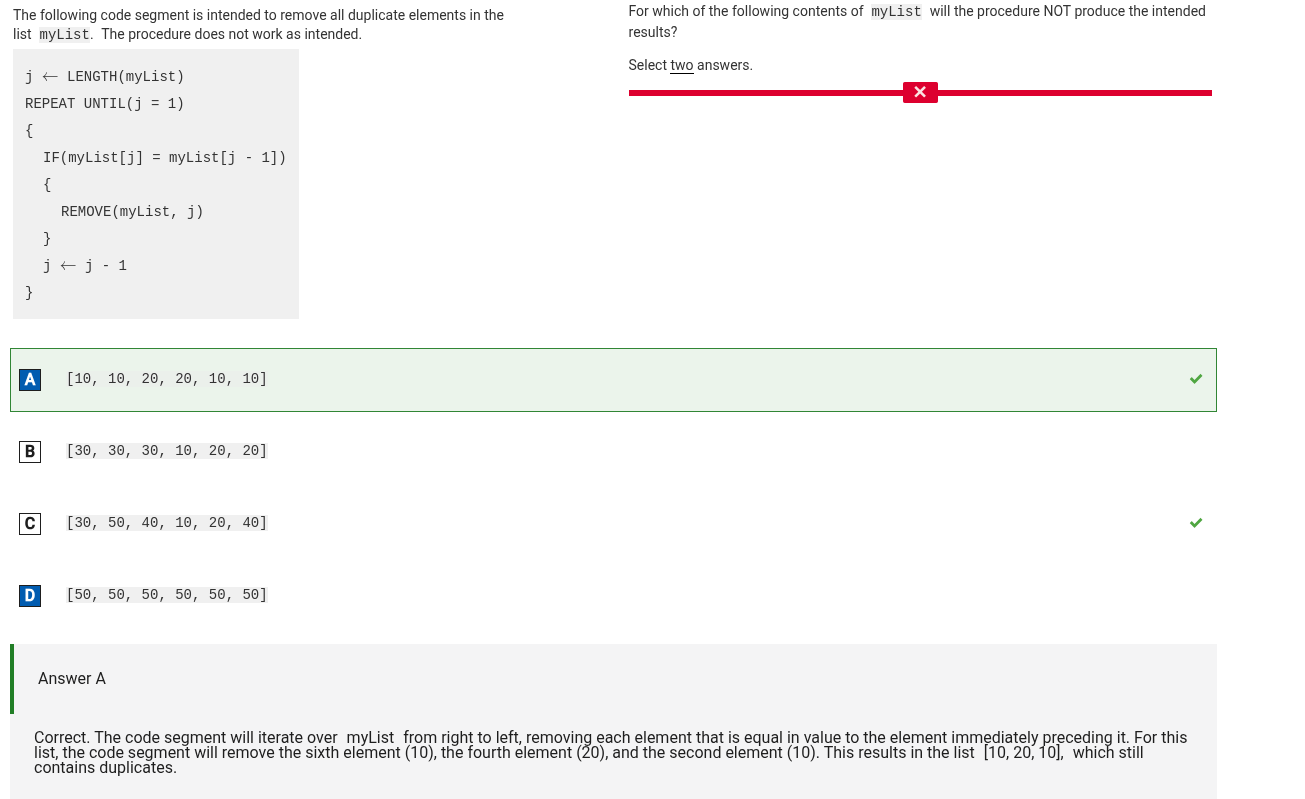 The following code segment is intended to remove all duplicate elements in the
list myList. The procedure does not work as intended.
j ← LENGTH(myList)
REPEAT UNTIL(j = 1)
{
IF(myList[j] = myList[j - 1])
{
REMOVE(myList, j)
}
j ← j - 1
}
For which of the following contents of myList will the procedure NOT produce the intended
results?
Select two answers.
A [10, 10, 20, 20, 10, 10]
B [30, 30, 30, 10, 20, 20]
C [30, 50, 40, 10, 20, 40]
D [50, 50, 50, 50, 50, 50]
Answer A
Correct. The code segment will iterate over myList from right to left, removing each element that is equal in value to the element immediately preceding it. For this
list, the code segment will remove the sixth element (10), the fourth element (20), and the second element (10). This results in the list [10, 20, 10], which still
contains duplicates.